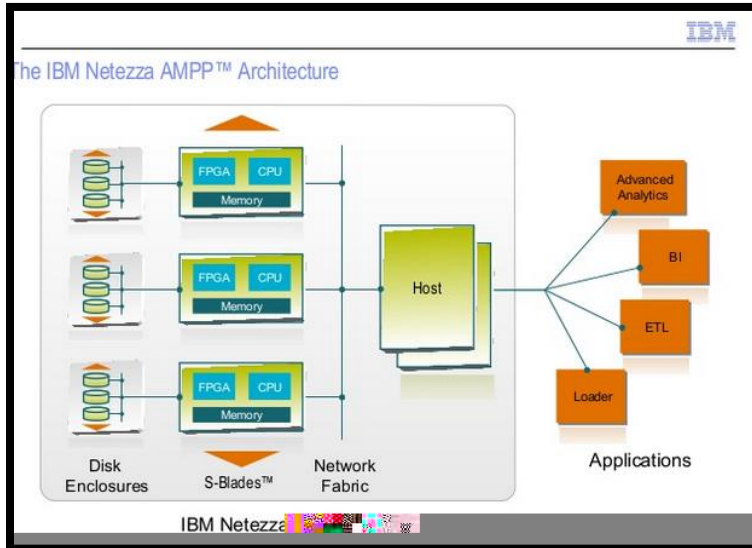 IBM
The IBM Netezza AMPP™ Architecture
FPGA CPU
Memory
FPGA CPU
Memory
FPGA CPU
Memory
Host
Advanced
Analytics
BI
ETL
Loader
Disk
Enclosures
S-Blades™
Network
Fabric
Applications
IBM Netezza